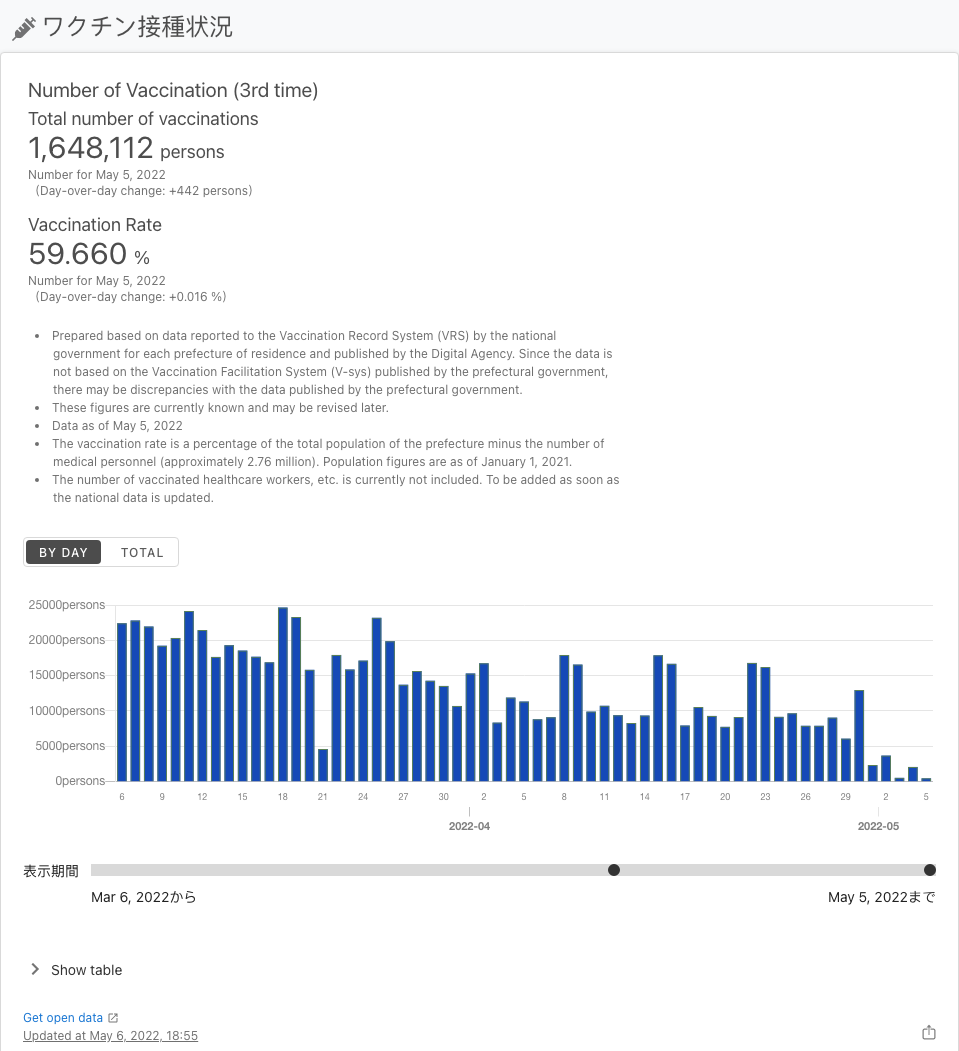 ワクチン接種状況
Number of Vaccination (3rd time)
Total number of vaccinations
1,648,112 persons
Number for May 5, 2022
(Day-over-day change: +442 persons)
Vaccination Rate
59.660 %
Number for May 5, 2022
(Day-over-day change: +0.016 %)
• Prepared based on data reported to the Vaccination Record System (VRS) by the national
government for each prefecture of residence and published by the Digital Agency. Since the data is
not based on the Vaccination Facilitation System (V-sys) published by the prefectural government,
there may be discrepancies with the data published by the prefectural government.
• These figures are currently known and may be revised later.
• Data as of May 5, 2022
• The vaccination rate is a percentage of the total population of the prefecture minus the number of
medical personnel (approximately 2.76 million). Population figures are as of January 1, 2021.
• The number of vaccinated healthcare workers, etc. is currently not included. To be added as soon as
the national data is updated.
BY DAY TOTAL
25000persons
20000persons
15000persons
10000persons
5000persons
0persons
6 9 12 15 18 21 24 27 30 2 5 8 11 14 17 20 23 26 29 2 5
2022-04 2022-05
表示期間
Mar 6, 2022から May 5, 2022まで
Show table
Get open data
Updated at May 6, 2022, 18:55